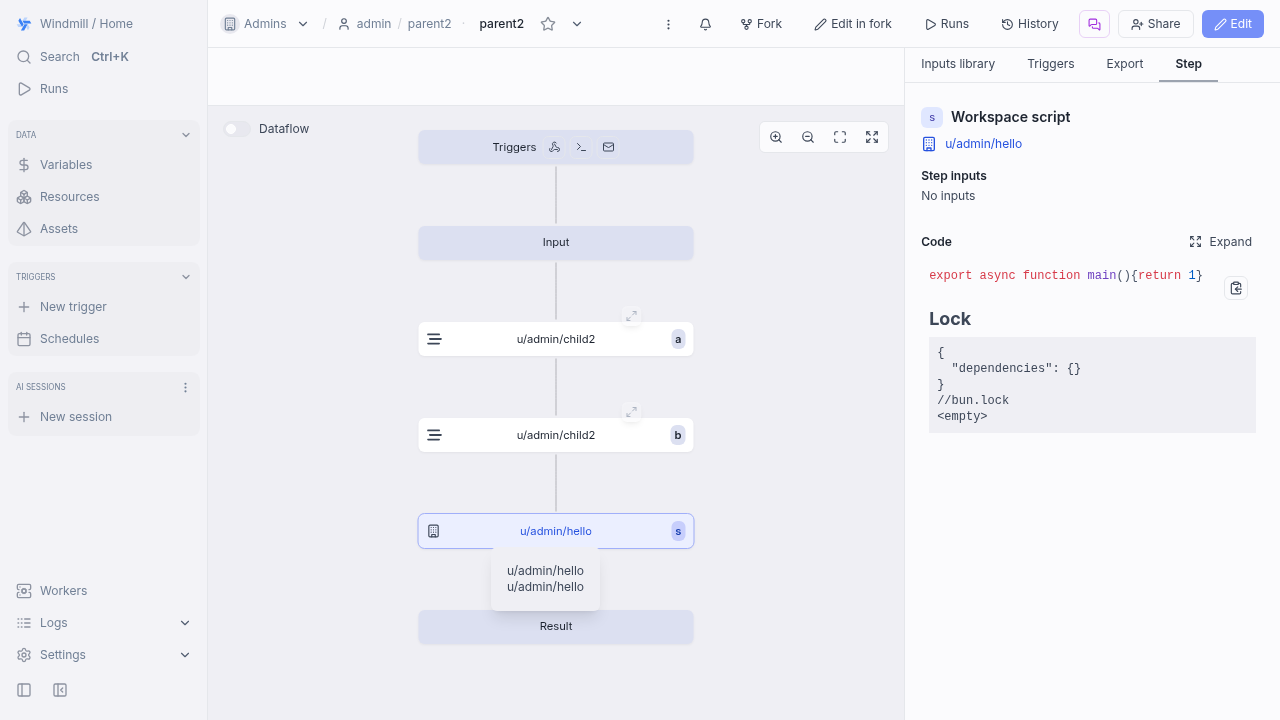 Windmill / Home
Search Ctrl+K
Runs
DATA
Variables
Resources
Assets
TRIGGERS
New trigger
Schedules
AI SESSIONS
New session
Workers
Logs
Settings
Admins / admin / parent2 · parent2
Fork
Edit in fork
Runs
History
Share
Edit
Dataflow
Triggers
Input
u/admin/child2 a
u/admin/child2 b
u/admin/hello s
u/admin/hello
u/admin/hello
Result
Inputs library Triggers Export Step
s Workspace script
u/admin/hello
Step inputs
No inputs
Code Expand
export async function main(){return 1}
Lock
{
  "dependencies": {}
}
//bun.lock
<empty>